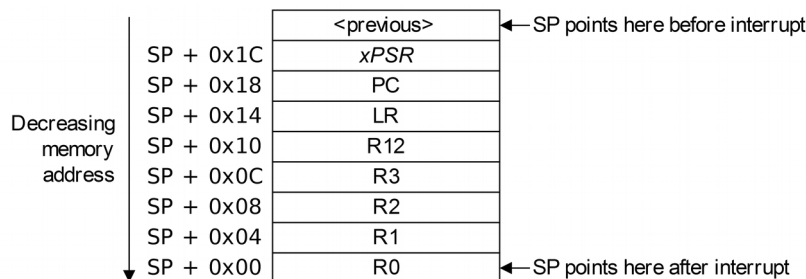 <previous> SP points here before interrupt
SP + 0x1C xPSR
SP + 0x18 PC
SP + 0x14 LR
Decreasing
memory
address
SP + 0x10 R12
SP + 0x0C R3
SP + 0x08 R2
SP + 0x04 R1
SP + 0x00 R0 SP points here after interrupt